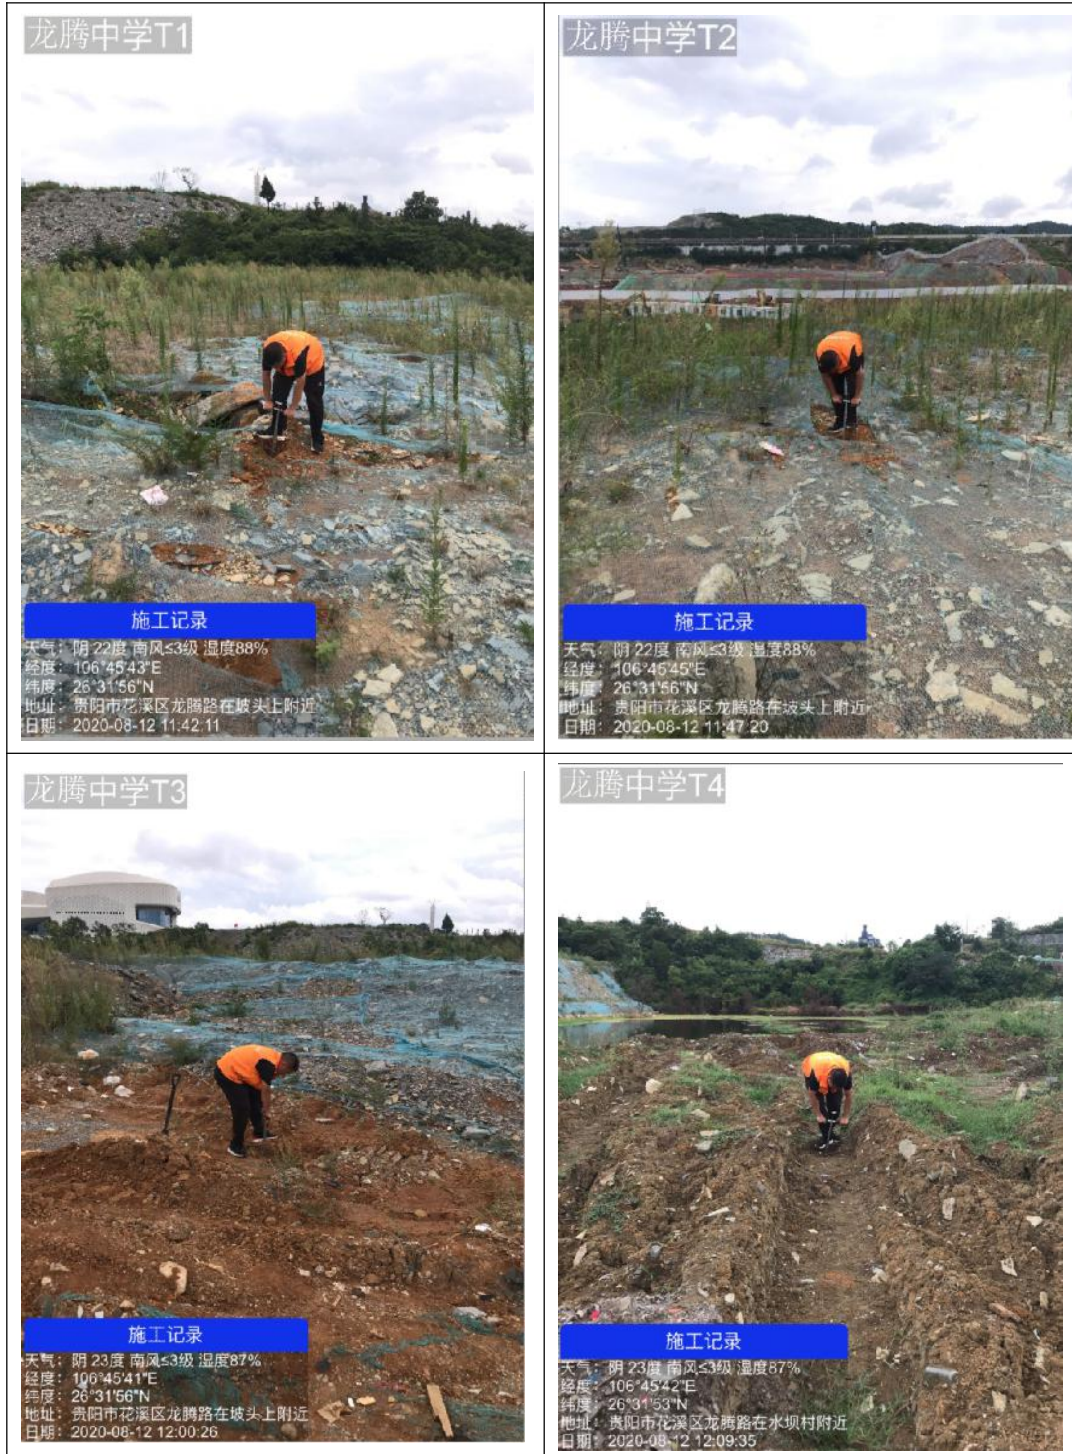 龙腾中学T1
施工记录
天气：阴 22度 南风≤3级 湿度88%
经度：106°45'43"E
纬度：26°31'56"N
地址：贵阳市花溪区龙腾路在坡头上附近
日期：2020-08-12 11:42:11
龙腾中学T2
施工记录
天气：阴 22度 南风≤3级 湿度88%
经度：106°45'45"E
纬度：26°31'56"N
地址：贵阳市花溪区龙腾路在坡头上附近
日期：2020-08-12 11:47:20
龙腾中学T3
施工记录
天气：阴 23度 南风≤3级 湿度87%
经度：106°45'41"E
纬度：26°31'56"N
地址：贵阳市花溪区龙腾路在坡头上附近
日期：2020-08-12 12:00:26
龙腾中学T4
施工记录
天气：阴 23度 南风≤3级 湿度87%
经度：106°45'42"E
纬度：26°31'53"N
地址：贵阳市花溪区龙腾路在水坝村附近
日期：2020-08-12 12:09:35